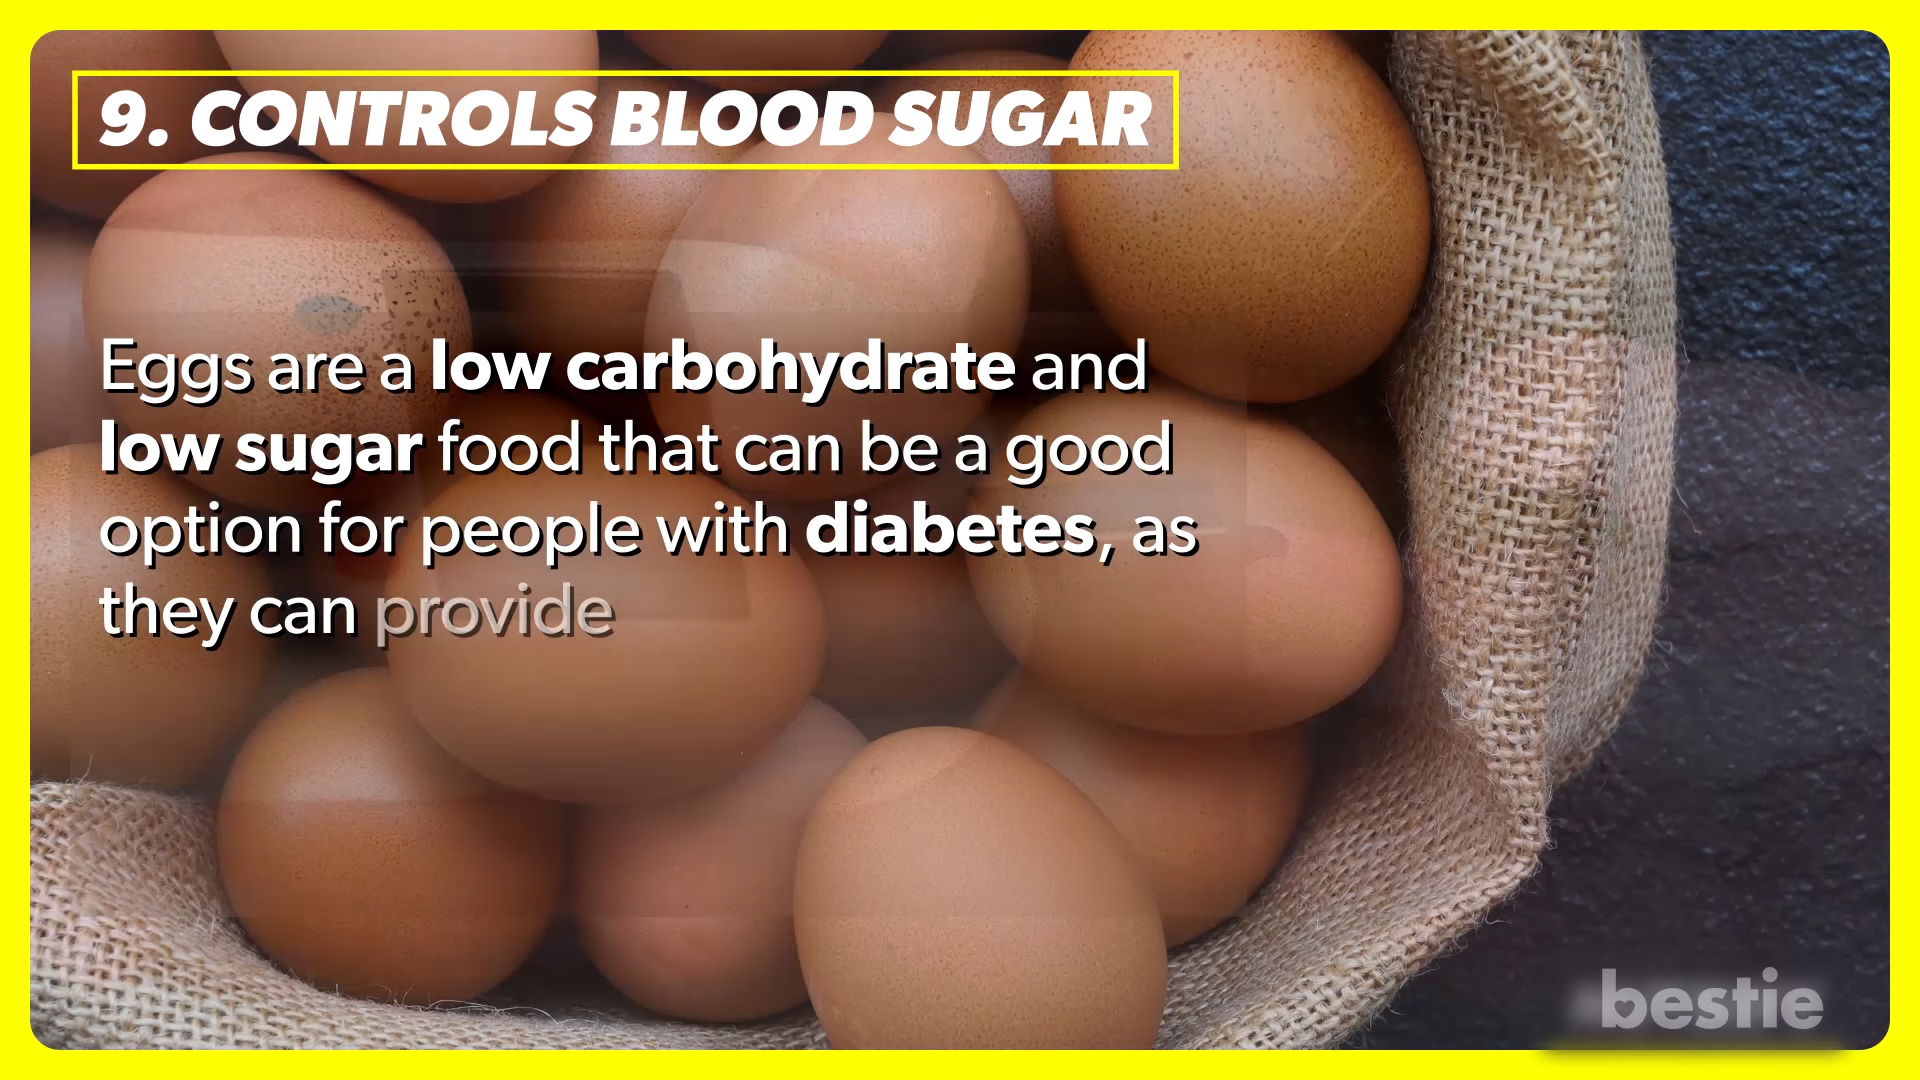 9. CONTROLS BLOOD SUGAR
Eggs are a low carbohydrate and
low sugar food that can be a good
option for people with diabetes, as
they can provide
bestie